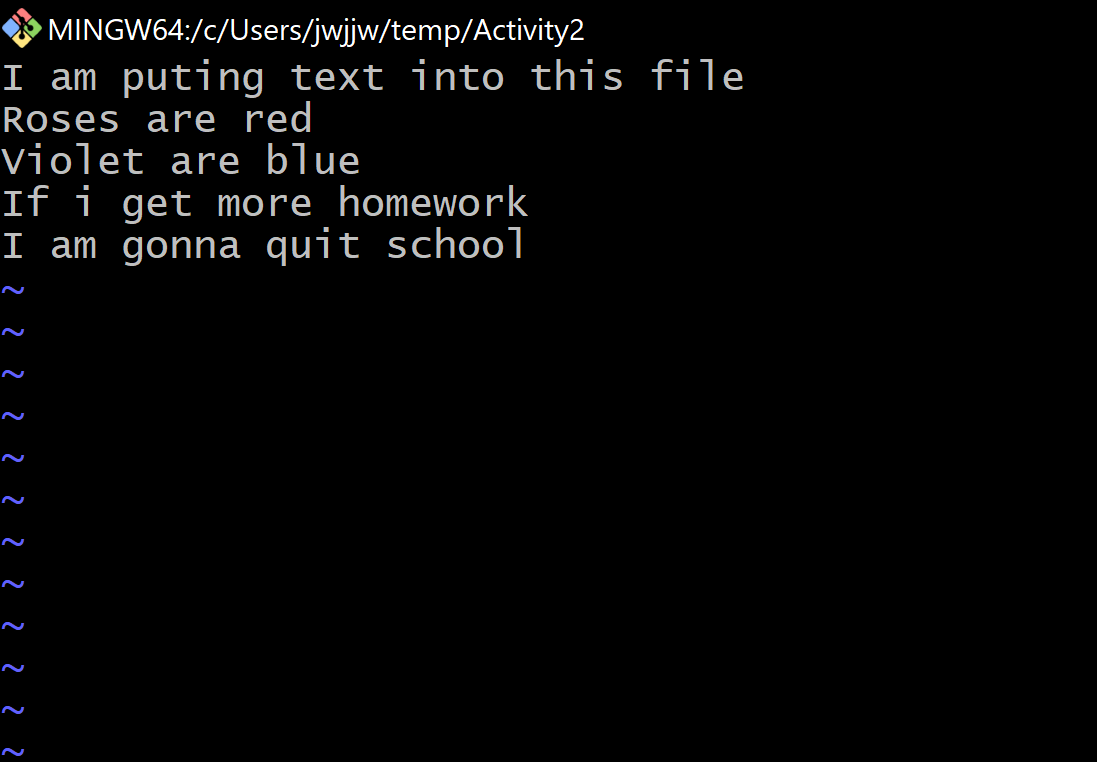 MINGW64:/c/Users/jwjjw/temp/Activity2
I am puting text into this file
Roses are red
Violet are blue
If i get more homework
I am gonna quit school
~
~
~
~
~
~
~
~
~
~
~
~